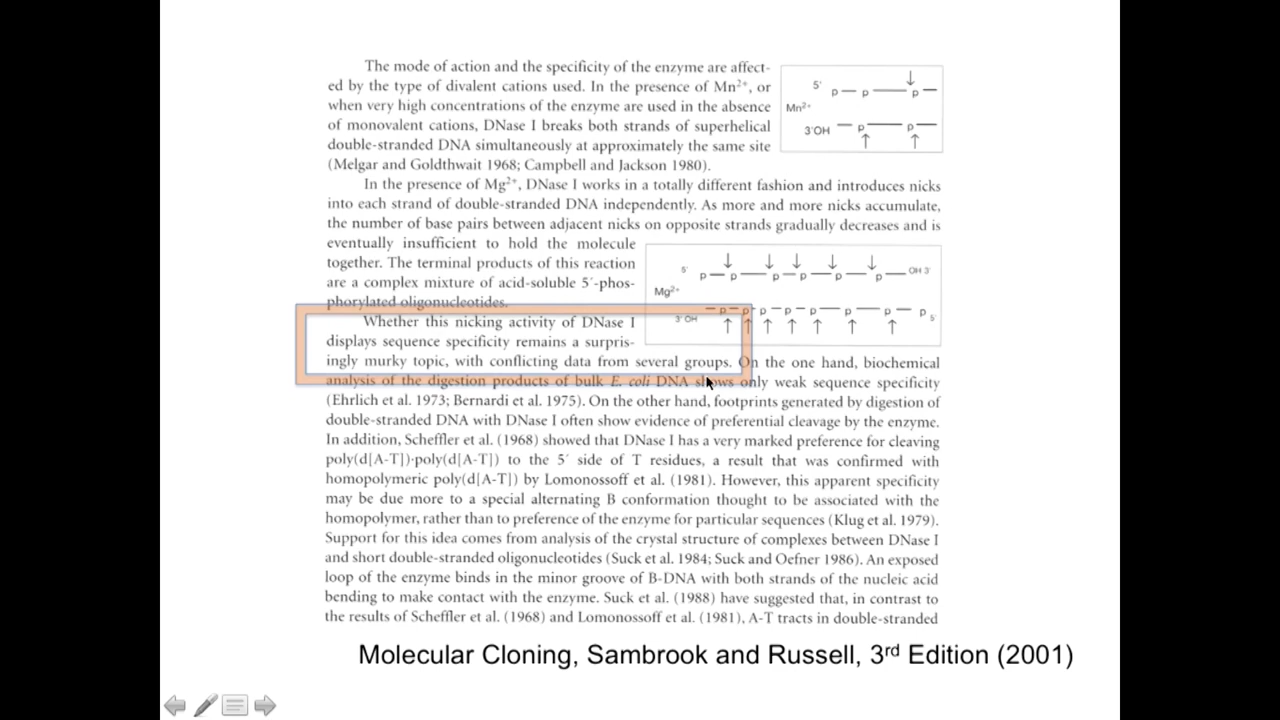 The mode of action and the specificity of the enzyme are affect-
ed by the type of divalent cations used. In the presence of Mn²⁺, or
when very high concentrations of the enzyme are used in the absence
of monovalent cations, DNase I breaks both strands of superhelical
double-stranded DNA simultaneously at approximately the same site
(Melgar and Goldthwait 1968; Campbell and Jackson 1980).
5′ p p p
Mn²⁺
3′OH p p
In the presence of Mg²⁺, DNase I works in a totally different fashion and introduces nicks
into each strand of double-stranded DNA independently. As more and more nicks accumulate,
the number of base pairs between adjacent nicks on opposite strands gradually decreases and is
eventually insufficient to hold the molecule
together. The terminal products of this reaction
are a complex mixture of acid-soluble 5′-phos-
phorylated oligonucleotides.
5′ p p p p p p OH 3′
Mg²⁺
3′ OH p p p p p p p p 5′
Whether this nicking activity of DNase I
displays sequence specificity remains a surpris-
ingly murky topic, with conflicting data from several groups. On the one hand, biochemical
analysis of the digestion products of bulk E. coli DNA shows only weak sequence specificity
(Ehrlich et al. 1973; Bernardi et al. 1975). On the other hand, footprints generated by digestion of
double-stranded DNA with DNase I often show evidence of preferential cleavage by the enzyme.
In addition, Scheffler et al. (1968) showed that DNase I has a very marked preference for cleaving
poly(d[A-T])·poly(d[A-T]) to the 5′ side of T residues, a result that was confirmed with
homopolymeric poly(d[A-T]) by Lomonossoff et al. (1981). However, this apparent specificity
may be due more to a special alternating B conformation thought to be associated with the
homopolymer, rather than to preference of the enzyme for particular sequences (Klug et al. 1979).
Support for this idea comes from analysis of the crystal structure of complexes between DNase I
and short double-stranded oligonucleotides (Suck et al. 1984; Suck and Oefner 1986). An exposed
loop of the enzyme binds in the minor groove of B-DNA with both strands of the nucleic acid
bending to make contact with the enzyme. Suck et al. (1988) have suggested that, in contrast to
the results of Scheffler et al. (1968) and Lomonossoff et al. (1981), A-T tracts in double-stranded
Molecular Cloning, Sambrook and Russell, 3rd Edition (2001)